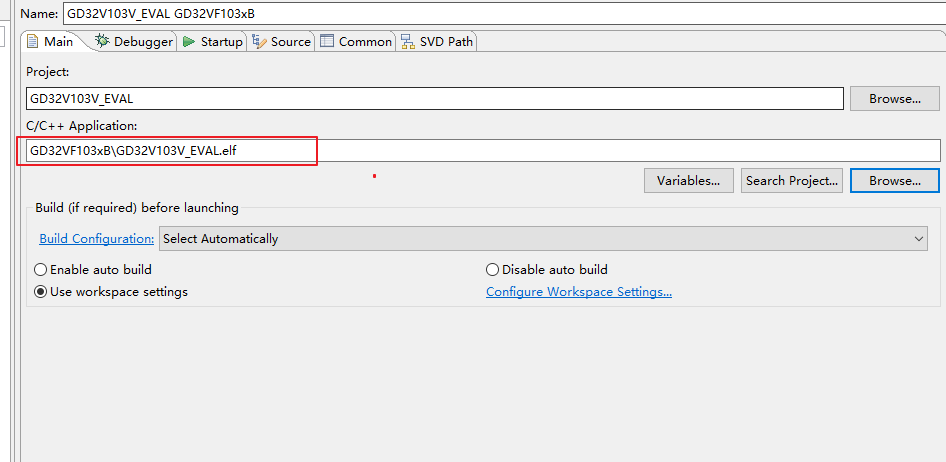 Name: GD32V103V_EVAL GD32VF103xB
Main Debugger Startup Source Common SVD Path
Project:
GD32V103V_EVAL Browse...
C/C++ Application:
GD32VF103xB\GD32V103V_EVAL.elf
Variables... Search Project... Browse...
Build (if required) before launching
Build Configuration: Select Automatically
Enable auto build Disable auto build
Use workspace settings Configure Workspace Settings...